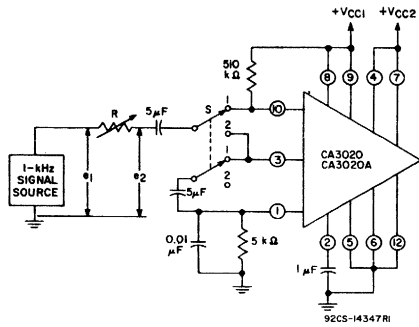 +VCC1
+VCC2
510
kΩ
8
9
4
7
R
5μF
S
1
10
2
1
3
2
CA3020
CA3020A
1-kHz
SIGNAL
SOURCE
e1
e2
5μF
1
0.01
μF
5 kΩ
2
5
6
12
1 μF
92CS-14347R1